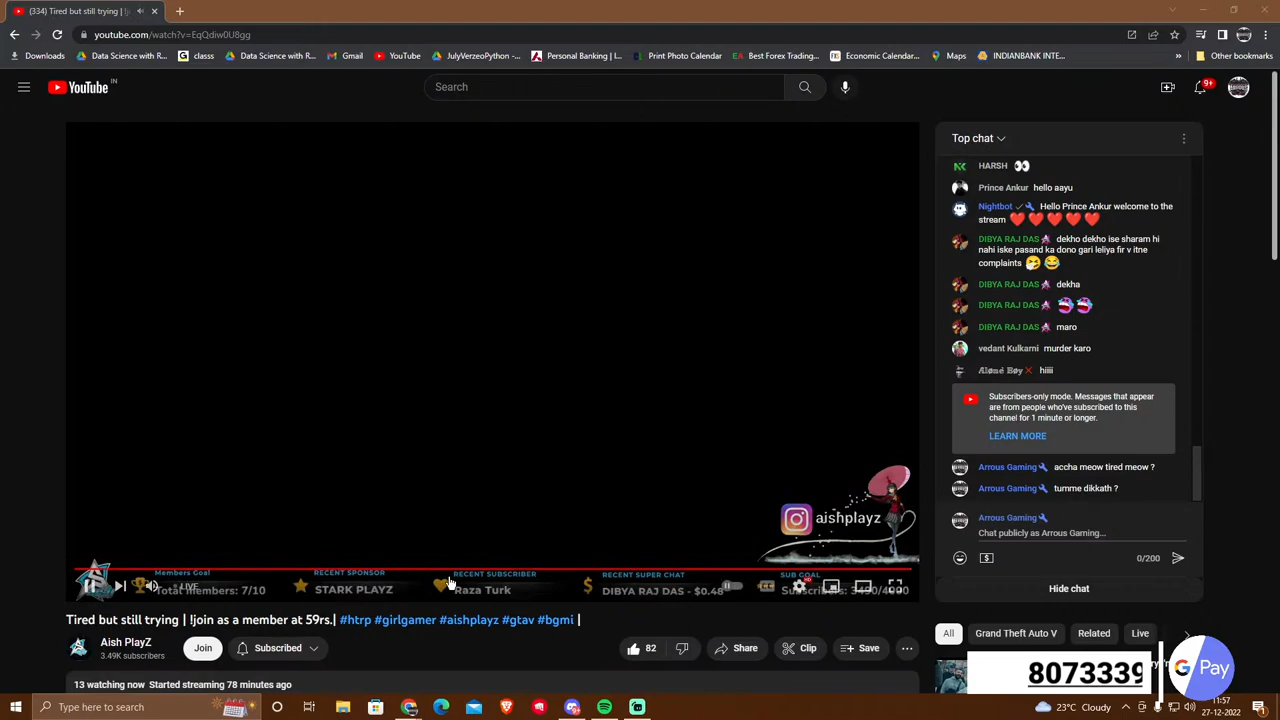 (334) Tired but still trying | !j
youtube.com/watch?v=EqQdiw0U8gg
Downloads Data Science with R... classs Data Science with R... Gmail YouTube JulyVerzeoPython -... Personal Banking | I... Print Photo Calendar Best Forex Trading... Economic Calendar... Maps INDIANBANK INTE... » Other bookmarks
YouTube IN
Search
9+
Top chat
HARSH 👀
Prince Ankur hello aayu
Nightbot Hello Prince Ankur welcome to the
stream ❤️❤️❤️❤️❤️
DIBYA RAJ DAS dekho dekho ise sharam hi
nahi iske pasand ka dono gari leliya fir v itne
complaints 🤧 😂
DIBYA RAJ DAS dekha
DIBYA RAJ DAS
DIBYA RAJ DAS maro
vedant Kulkarni murder karo
𝔸𝕝𝕠𝕟𝕖 𝔹𝕠𝕪 ❌ hiiii
Subscribers-only mode. Messages that appear
are from people who've subscribed to this
channel for 1 minute or longer.
LEARN MORE
Arrous Gaming accha meow tired meow ?
Arrous Gaming tumme dikkath ?
Arrous Gaming
Chat publicly as Arrous Gaming...
0/200
Hide chat
aishplayz
Members Goal
Total Members: 7/10
LIVE
RECENT SPONSOR
STARK PLAYZ
RECENT SUBSCRIBER
Raza Turk
RECENT SUPER CHAT
DIBYA RAJ DAS - $0.48
SUB GOAL
Subscribers: 3490/4000
Tired but still trying | !join as a member at 59rs.| #htrp #girlgamer #aishplayz #gtav #bgmi |
Aish PlayZ
3.49K subscribers
Join
Subscribed
82
Share
Clip
Save
13 watching now Started streaming 78 minutes ago
All Grand Theft Auto V Related Live
8073339
G Pay
Type here to search
23°C Cloudy
11:57
27-12-2022